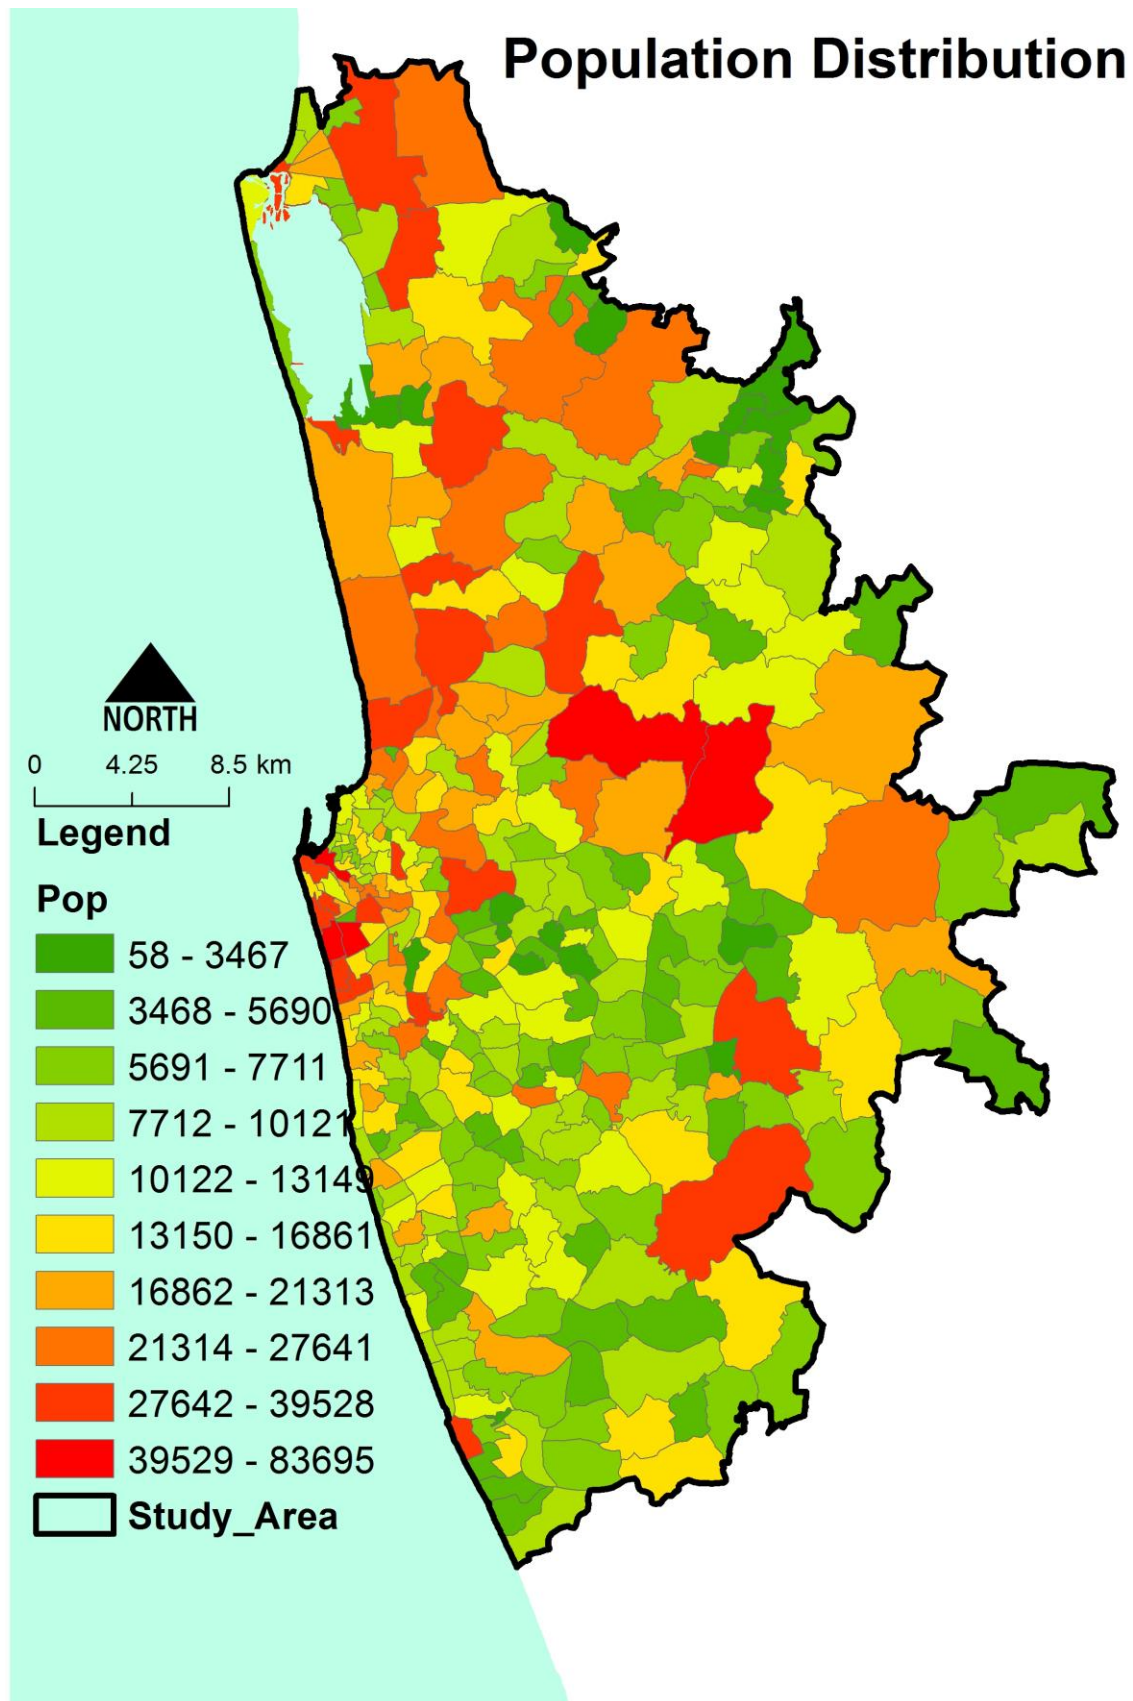 Population Distribution
NORTH
0 4.25 8.5 km
Legend
Pop
58 - 3467
3468 - 5690
5691 - 7711
7712 - 10121
10122 - 13149
13150 - 16861
16862 - 21313
21314 - 27641
27642 - 39528
39529 - 83695
Study_Area